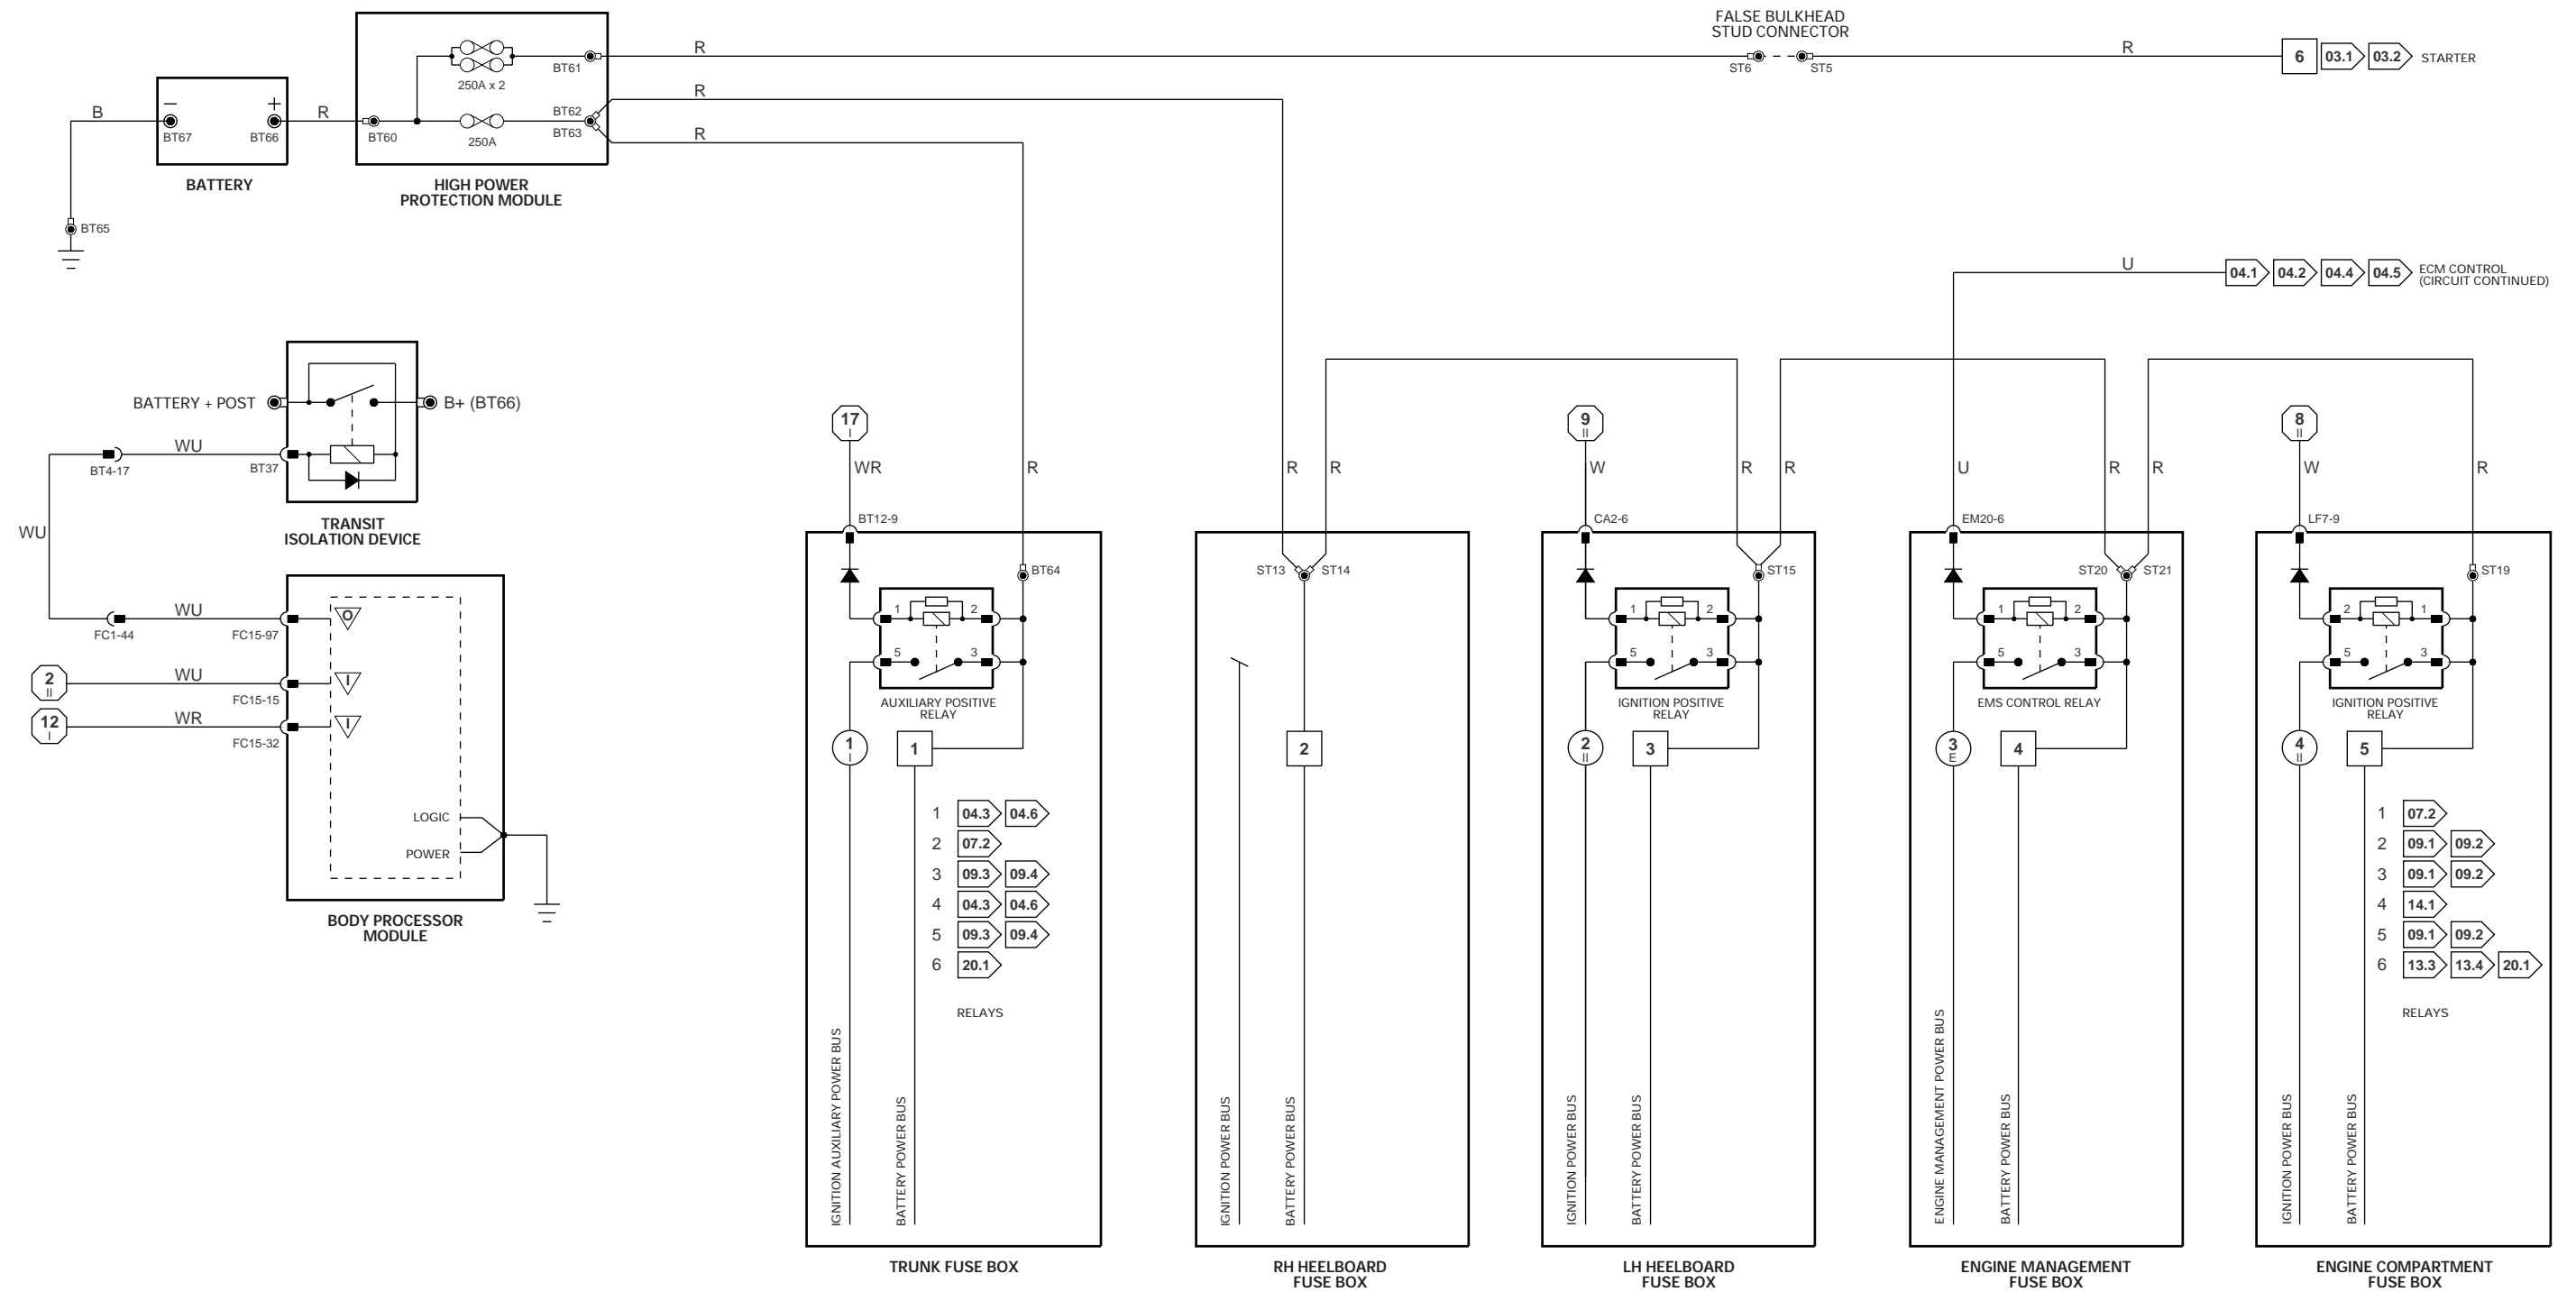 FALSE BULKHEAD
STUD CONNECTOR
R
BT61
250A x 2
ST6
ST5
R
6
03.1
03.2
STARTER
B
−
+
BT67
BT66
R
BT60
250A
BT62
BT63
R
R
BATTERY
HIGH POWER
PROTECTION MODULE
BT65
U
04.1
04.2
04.4
04.5
ECM CONTROL
(CIRCUIT CONTINUED)
BATTERY + POST
B+ (BT66)
WU
BT4-17
BT37
TRANSIT
ISOLATION DEVICE
WU
WU
FC1-44
FC15-97
O
2
II
WU
FC15-15
I
12
I
WR
FC15-32
I
LOGIC
POWER
BODY PROCESSOR
MODULE
17
I
WR
R
BT12-9
BT64
1
2
5
3
AUXILIARY POSITIVE
RELAY
1
I
1
1 04.3 04.6
2 07.2
3 09.3 09.4
4 04.3 04.6
5 09.3 09.4
6 20.1
RELAYS
IGNITION AUXILIARY POWER BUS
BATTERY POWER BUS
TRUNK FUSE BOX
R
R
ST13
ST14
2
IGNITION POWER BUS
BATTERY POWER BUS
RH HEELBOARD
FUSE BOX
9
II
W
R
R
CA2-6
ST15
1
2
5
3
IGNITION POSITIVE
RELAY
2
II
3
IGNITION POWER BUS
BATTERY POWER BUS
LH HEELBOARD
FUSE BOX
U
R
R
EM20-6
ST20
ST21
1
2
5
3
EMS CONTROL RELAY
3
E
4
ENGINE MANAGEMENT POWER BUS
BATTERY POWER BUS
ENGINE MANAGEMENT
FUSE BOX
8
II
W
R
LF7-9
ST19
2
1
5
3
IGNITION POSITIVE
RELAY
4
II
5
1 07.2
2 09.1 09.2
3 09.1 09.2
4 14.1
5 09.1 09.2
6 13.3 13.4 20.1
RELAYS
IGNITION POWER BUS
BATTERY POWER BUS
ENGINE COMPARTMENT
FUSE BOX